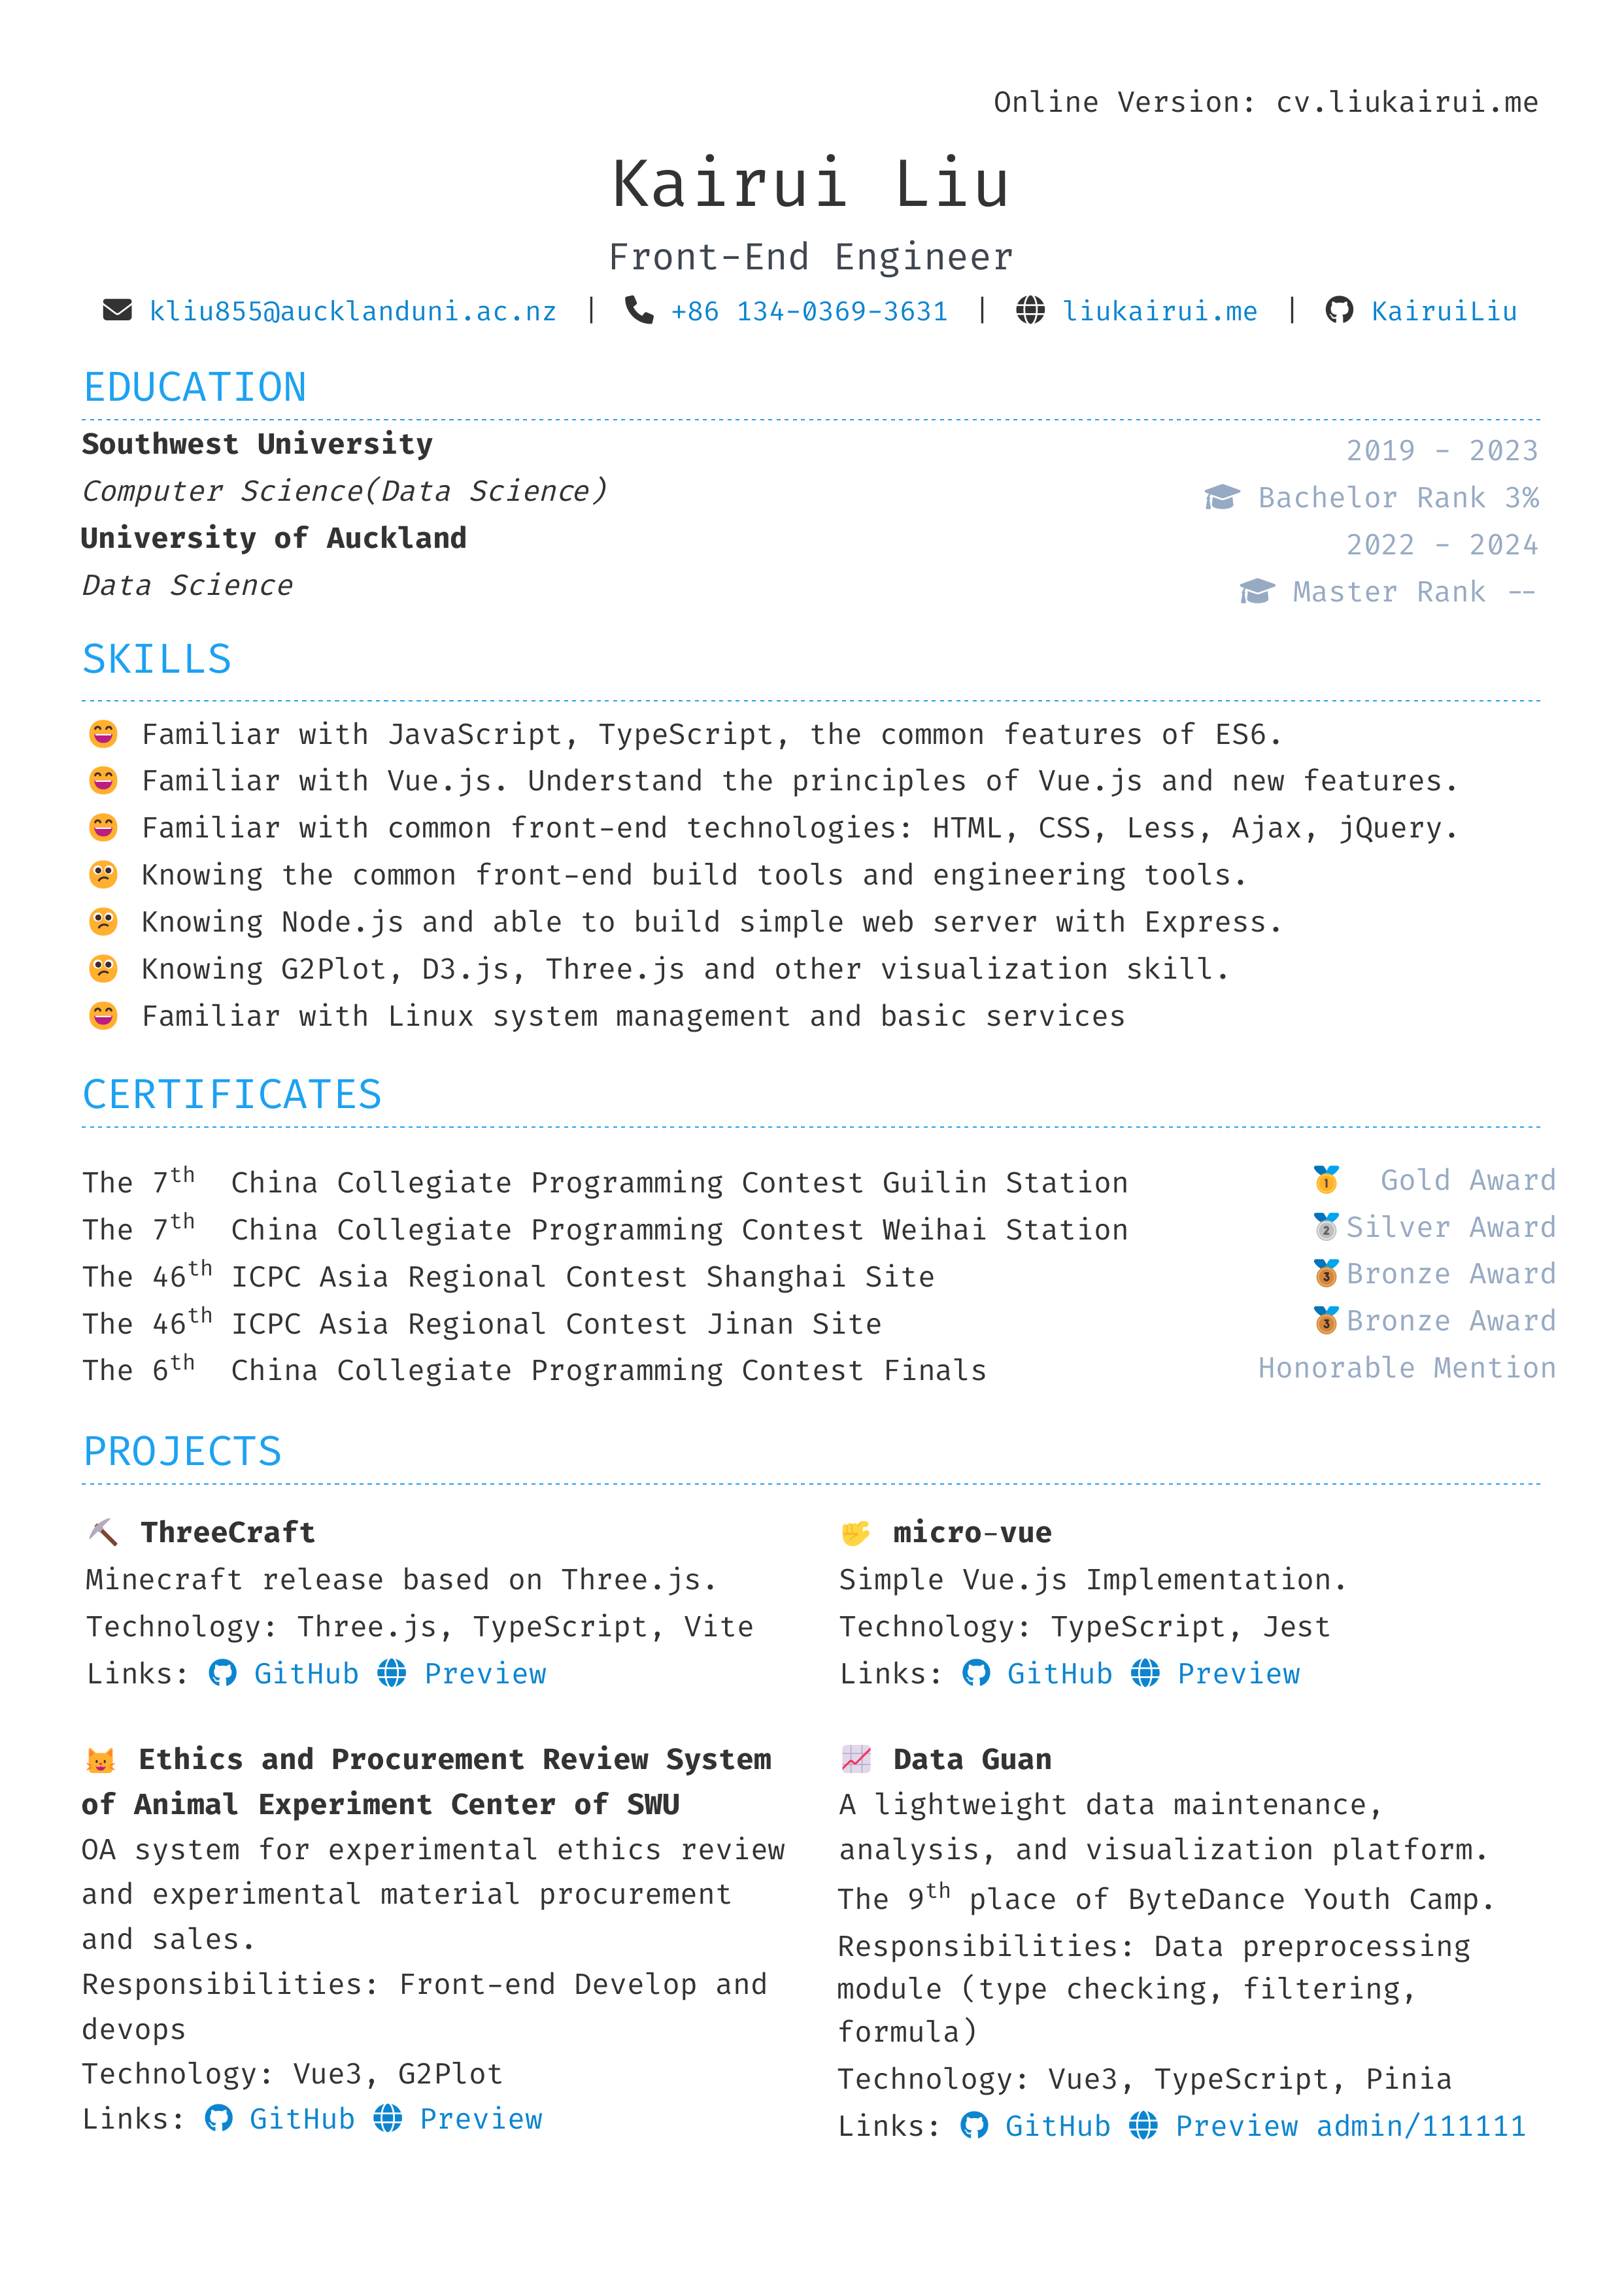 Online Version: cv.liukairui.me
Kairui Liu
Front-End Engineer
kliu855@aucklanduni.ac.nz | +86 134-0369-3631 | liukairui.me | KairuiLiu
EDUCATION
Southwest University 2019 - 2023
Computer Science(Data Science) Bachelor Rank 3%
University of Auckland 2022 - 2024
Data Science Master Rank --
SKILLS
Familiar with JavaScript, TypeScript, the common features of ES6.
Familiar with Vue.js. Understand the principles of Vue.js and new features.
Familiar with common front-end technologies: HTML, CSS, Less, Ajax, jQuery.
Knowing the common front-end build tools and engineering tools.
Knowing Node.js and able to build simple web server with Express.
Knowing G2Plot, D3.js, Three.js and other visualization skill.
Familiar with Linux system management and basic services
CERTIFICATES
The 7th China Collegiate Programming Contest Guilin Station 1 Gold Award
The 7th China Collegiate Programming Contest Weihai Station 2 Silver Award
The 46th ICPC Asia Regional Contest Shanghai Site 3 Bronze Award
The 46th ICPC Asia Regional Contest Jinan Site 3 Bronze Award
The 6th China Collegiate Programming Contest Finals Honorable Mention
PROJECTS
ThreeCraft
Minecraft release based on Three.js.
Technology: Three.js, TypeScript, Vite
Links: GitHub Preview
micro-vue
Simple Vue.js Implementation.
Technology: TypeScript, Jest
Links: GitHub Preview
Ethics and Procurement Review System
of Animal Experiment Center of SWU
OA system for experimental ethics review
and experimental material procurement
and sales.
Responsibilities: Front-end Develop and
devops
Technology: Vue3, G2Plot
Links: GitHub Preview
Data Guan
A lightweight data maintenance,
analysis, and visualization platform.
The 9th place of ByteDance Youth Camp.
Responsibilities: Data preprocessing
module (type checking, filtering,
formula)
Technology: Vue3, TypeScript, Pinia
Links: GitHub Preview admin/111111